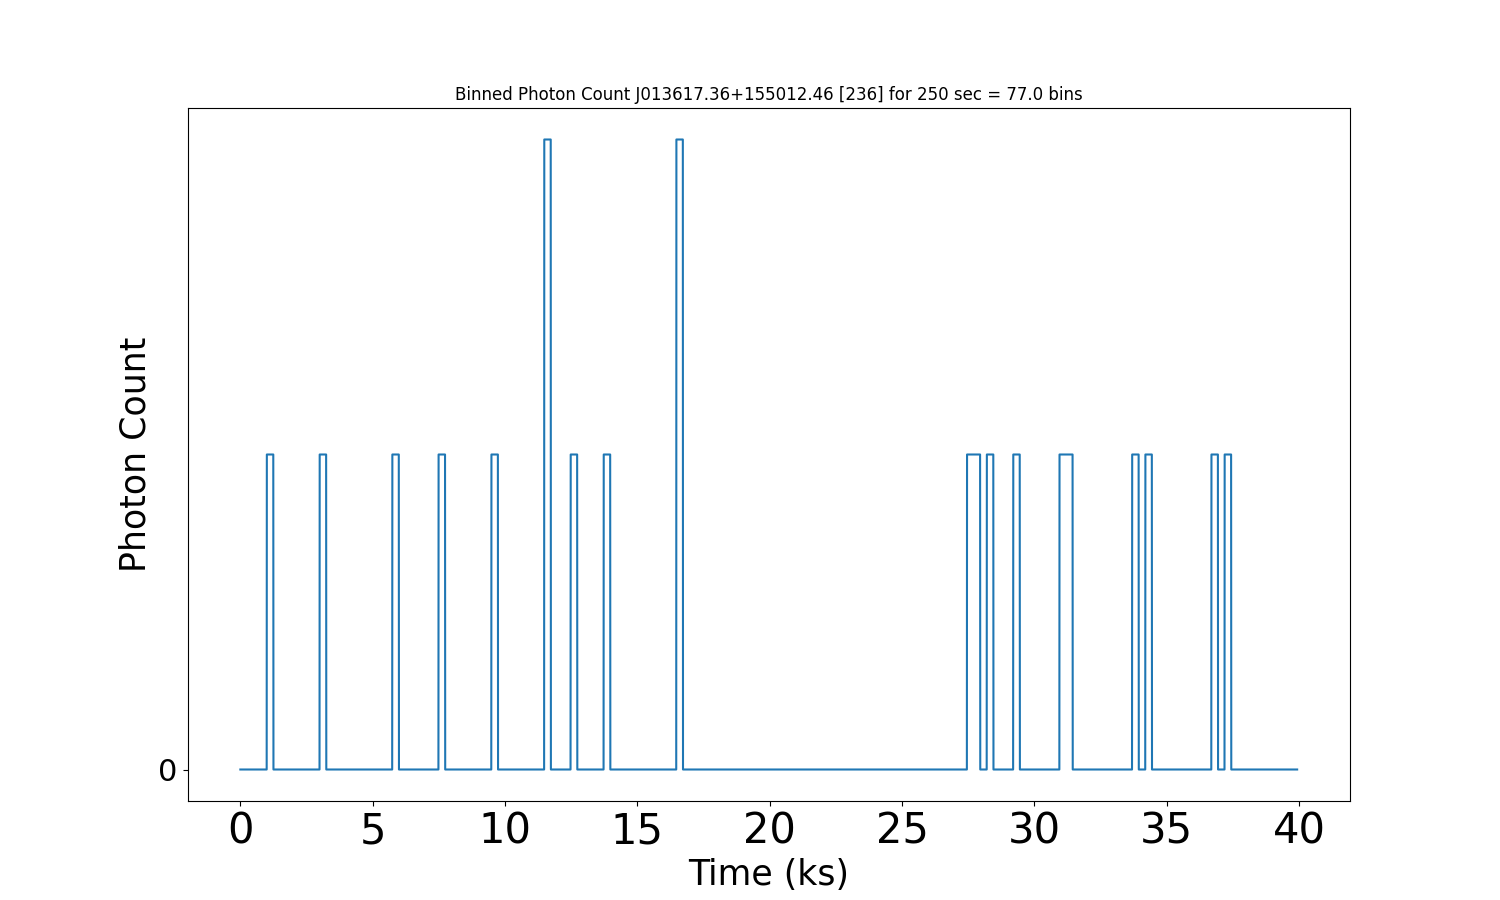 Binned Photon Count J013617.36+155012.46 [236] for 250 sec = 77.0 bins
Photon Count
0
0 5 10 15 20 25 30 35 40
Time (ks)